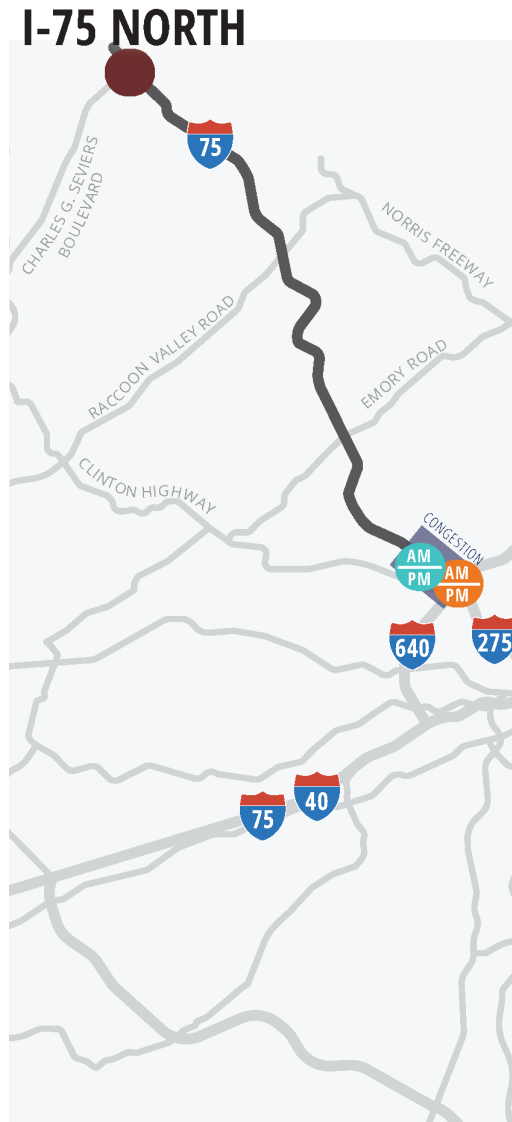 I-75 NORTH
75
CHARLES G. SEVIERS
BOULEVARD
NORRIS FREEWAY
RACCOON VALLEY ROAD
EMORY ROAD
CLINTON HIGHWAY
CONGESTION
AM
PM
AM
PM
640
275
40
75